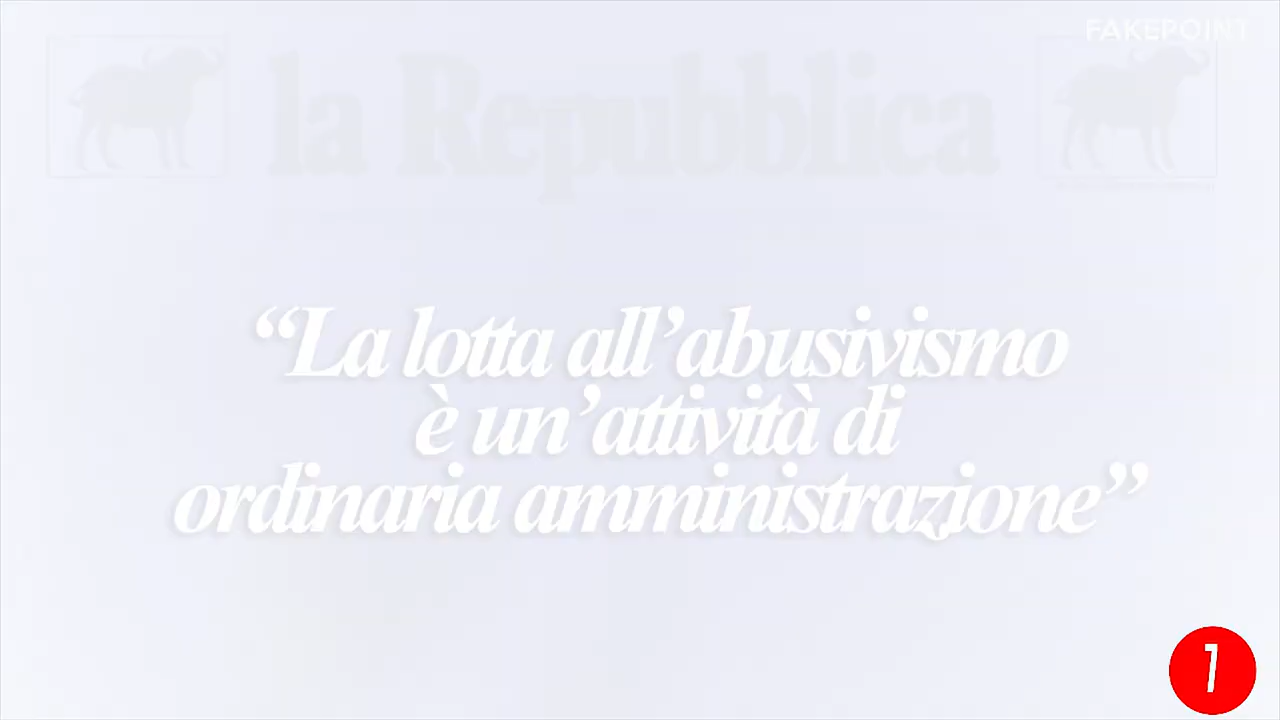 FAKEPOINT
la Repubblica
“La lotta all’abusivismo
è un’attività di
ordinaria amministrazione”
1